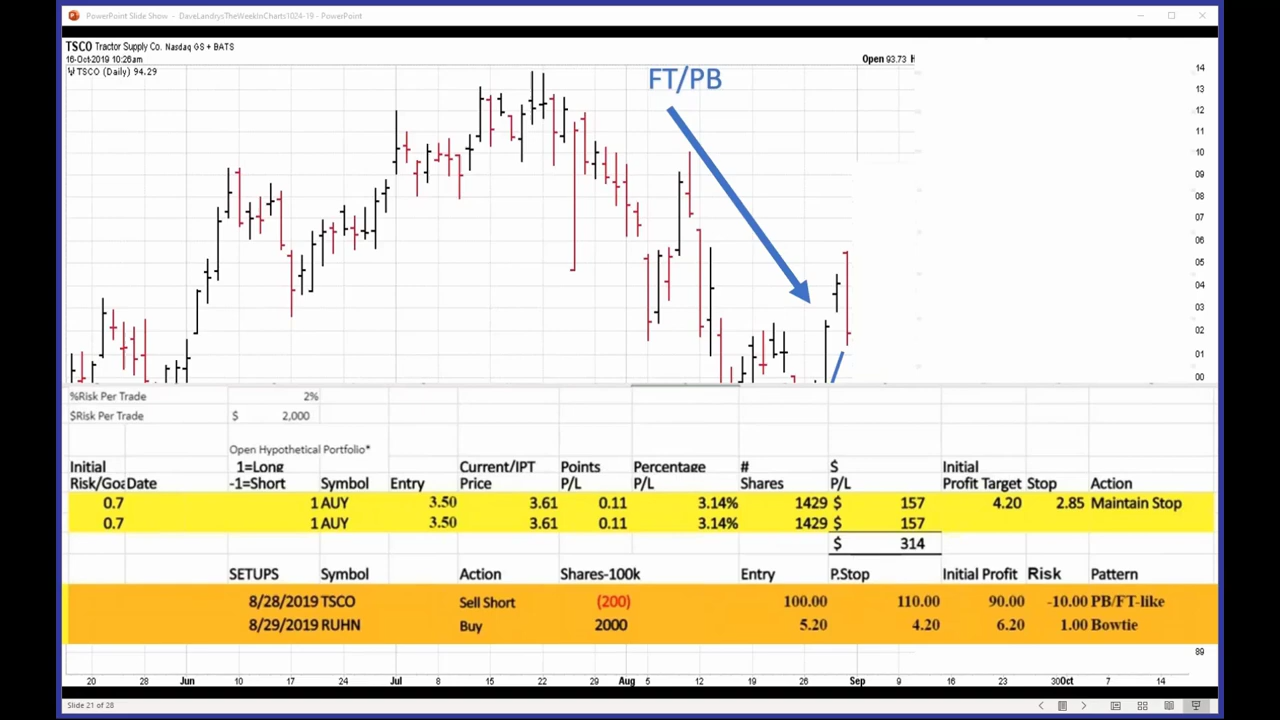 PowerPoint Slide Show - DaveLandrysTheWeekInCharts1024-19 - PowerPoint
TSCO Tractor Supply Co. Nasdaq GS + BATS
16-Oct-2019 10:26am
Open 93.73
TSCO (Daily) 94.29
FT/PB
14
13
12
11
10
09
08
07
06
05
04
03
02
01
00
%Risk Per Trade 2%
$Risk Per Trade $ 2,000
Open Hypothetical Portfolio*
Initial 1=Long Current/IPT Points Percentage # $ Initial
Risk/Goa Date -1=Short Symbol Entry Price P/L P/L Shares P/L Profit Target Stop Action
0.7 1 AUY 3.50 3.61 0.11 3.14% 1429 $ 157 4.20 2.85 Maintain Stop
0.7 1 AUY 3.50 3.61 0.11 3.14% 1429 $ 157
$ 314
SETUPS Symbol Action Shares-100k Entry P.Stop Initial Profit Risk Pattern
8/28/2019 TSCO Sell Short (200) 100.00 110.00 90.00 -10.00 PB/FT-like
8/29/2019 RUHN Buy 2000 5.20 4.20 6.20 1.00 Bowtie
89
20 28 Jun 10 17 24 Jul 8 15 22 29 Aug 5 12 19 26 Sep 9 16 23 30 Oct 7 14
Slide 21 of 28